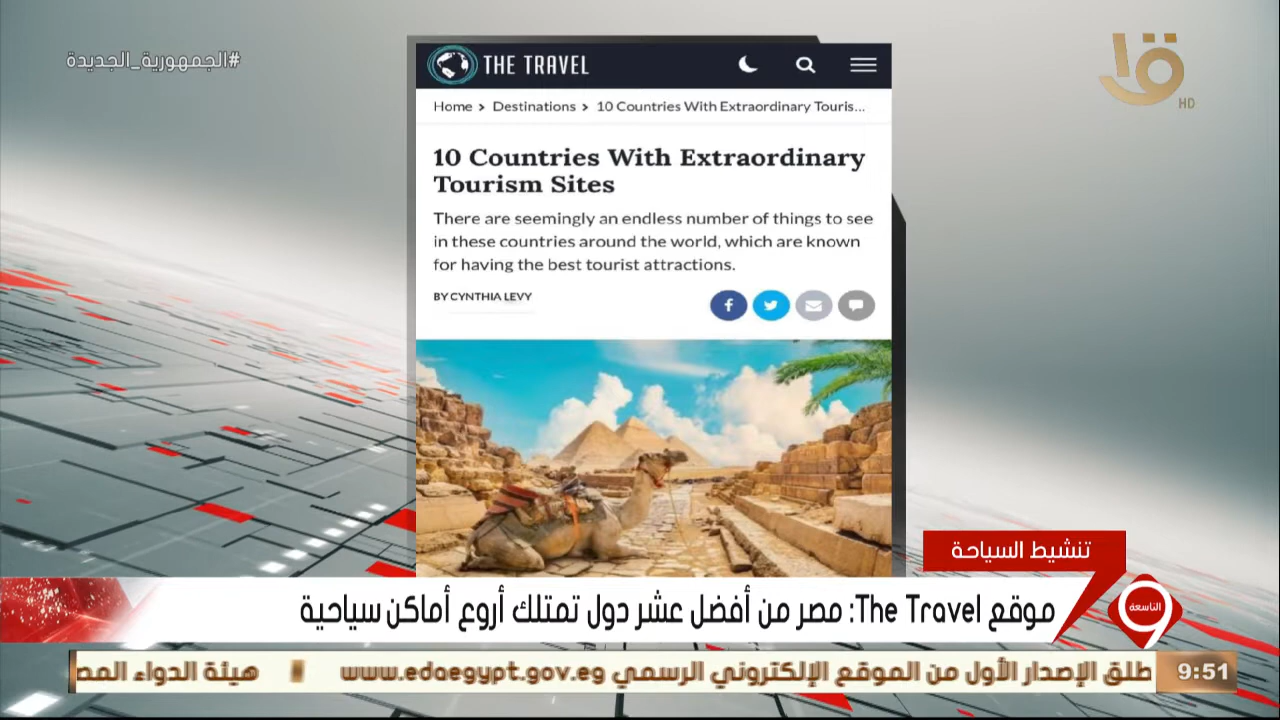 #الجمهورية_الجديدة
HD
THE TRAVEL
Home > Destinations > 10 Countries With Extraordinary Touris...
10 Countries With Extraordinary
Tourism Sites
There are seemingly an endless number of things to see
in these countries around the world, which are known
for having the best tourist attractions.
BY CYNTHIA LEVY
تنشيط السياحة
موقع The Travel: مصر من أفضل عشر دول تمتلك أروع أماكن سياحية
التاسعة
9:51
طلق الإصدار الأول من الموقع الإلكتروني الرسمي www.edaegypt.gov.eg هيئة الدواء المص